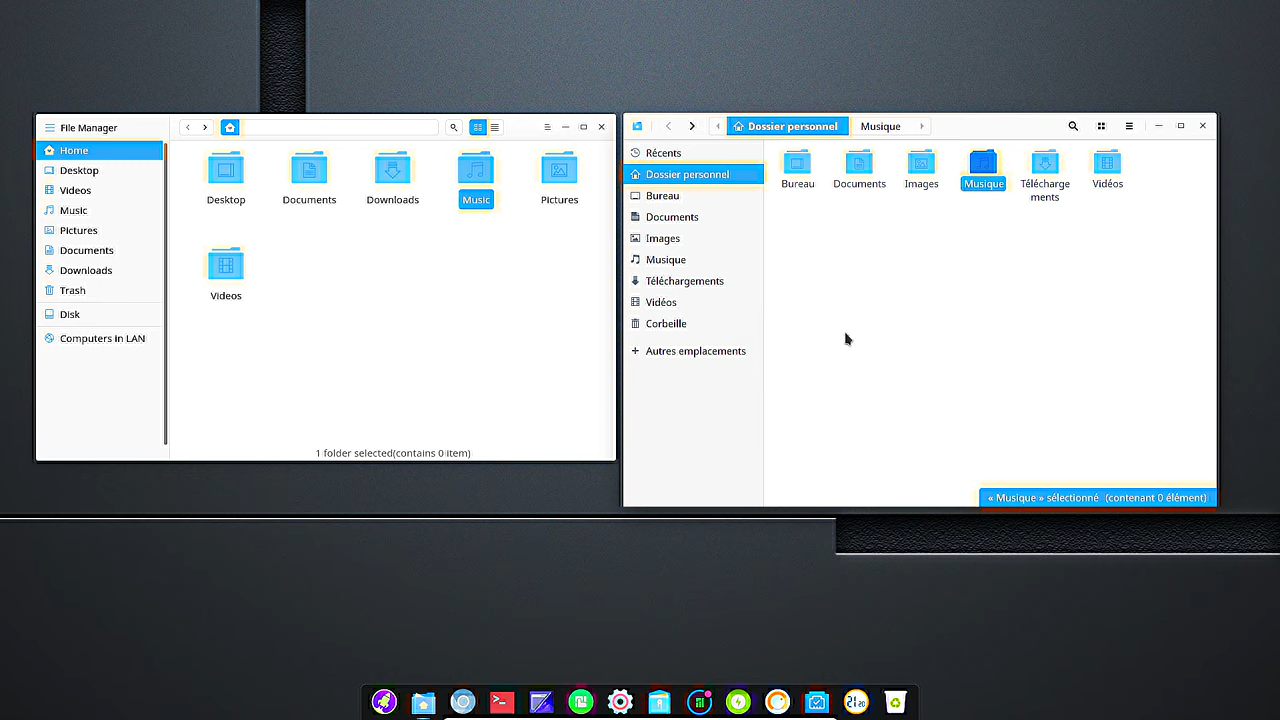 File Manager
Home
Desktop
Videos
Music
Pictures
Documents
Downloads
Trash
Disk
Computers in LAN
Desktop
Documents
Downloads
Music
Pictures
Videos
1 folder selected(contains 0 item)
Dossier personnel
Musique
Récents
Dossier personnel
Bureau
Documents
Images
Musique
Téléchargements
Vidéos
Corbeille
Autres emplacements
Bureau
Documents
Images
Musique
Télécharge
ments
Vidéos
« Musique » sélectionné (contenant 0 élément)